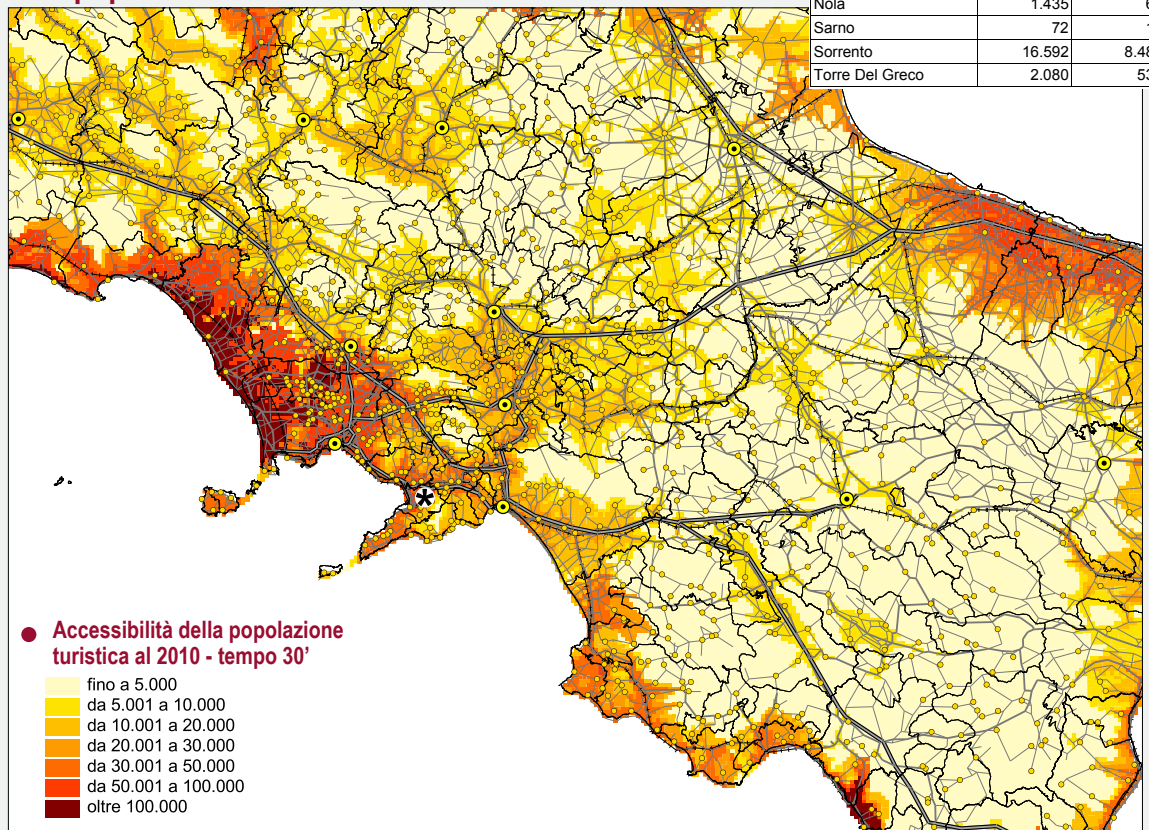 Nola 1.435
Sarno 72
Sorrento 16.592
Torre Del Greco 2.080
*
Accessibilità della popolazione
turistica al 2010 - tempo 30’
fino a 5.000
da 5.001 a 10.000
da 10.001 a 20.000
da 20.001 a 30.000
da 30.001 a 50.000
da 50.001 a 100.000
oltre 100.000